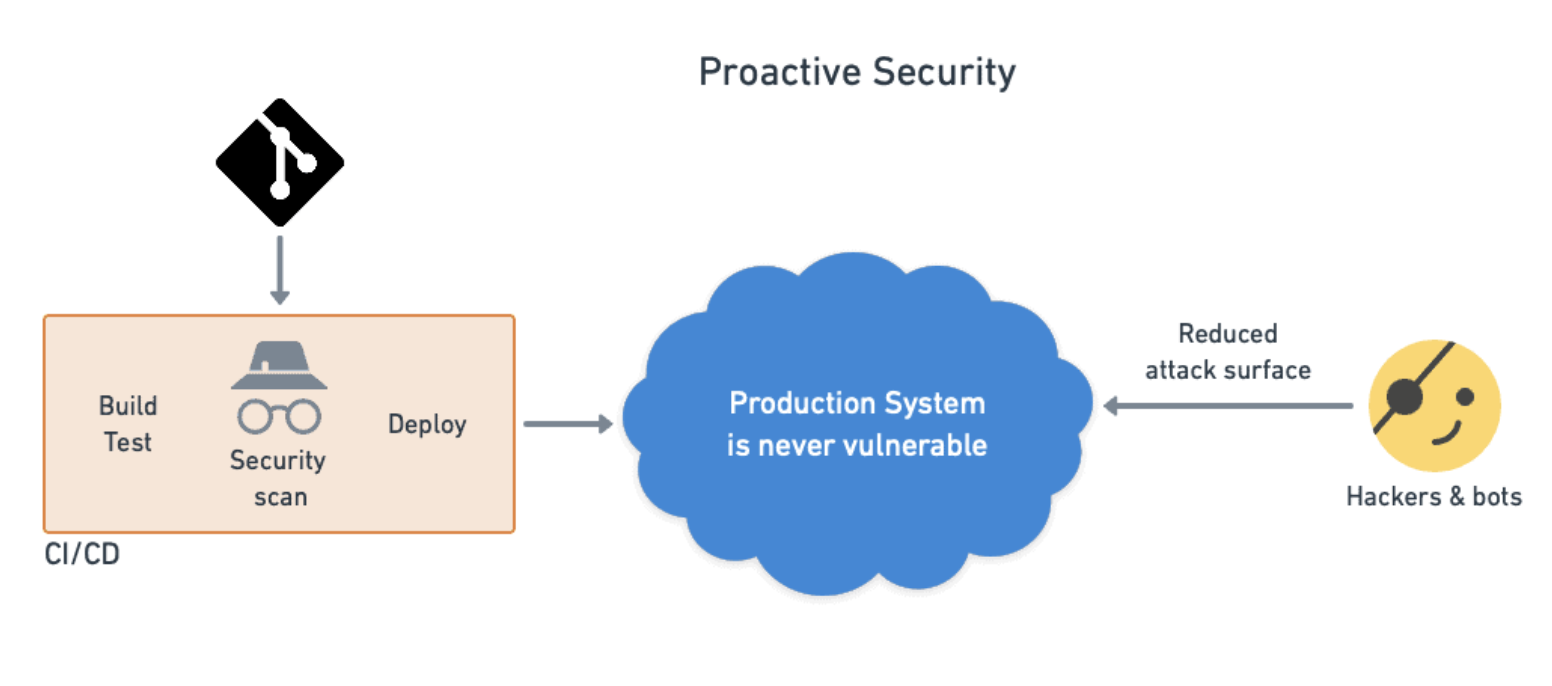 Proactive Security
Build
Test
Security
scan
Deploy
CI/CD
Production System
is never vulnerable
Reduced
attack surface
Hackers & bots